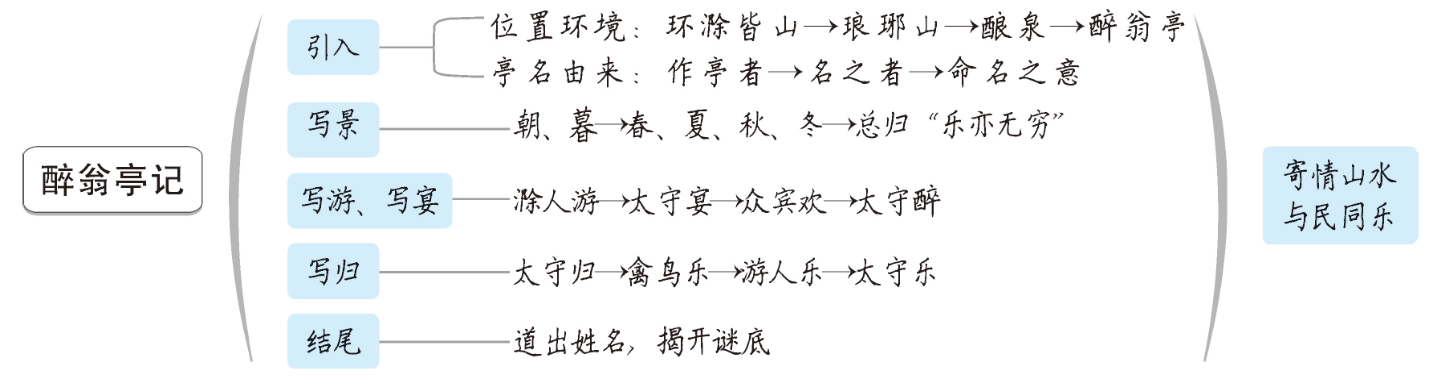 醉翁亭记
引入
位置环境：环滁皆山→琅琊山→酿泉→醉翁亭
亭名由来：作亭者→名之者→命名之意
写景
朝、暮→春、夏、秋、冬→总归“乐亦无穷”
写游、写宴
滁人游→太守宴→众宾欢→太守醉
写归
太守归→禽鸟乐→游人乐→太守乐
结尾
道出姓名，揭开谜底
寄情山水
与民同乐